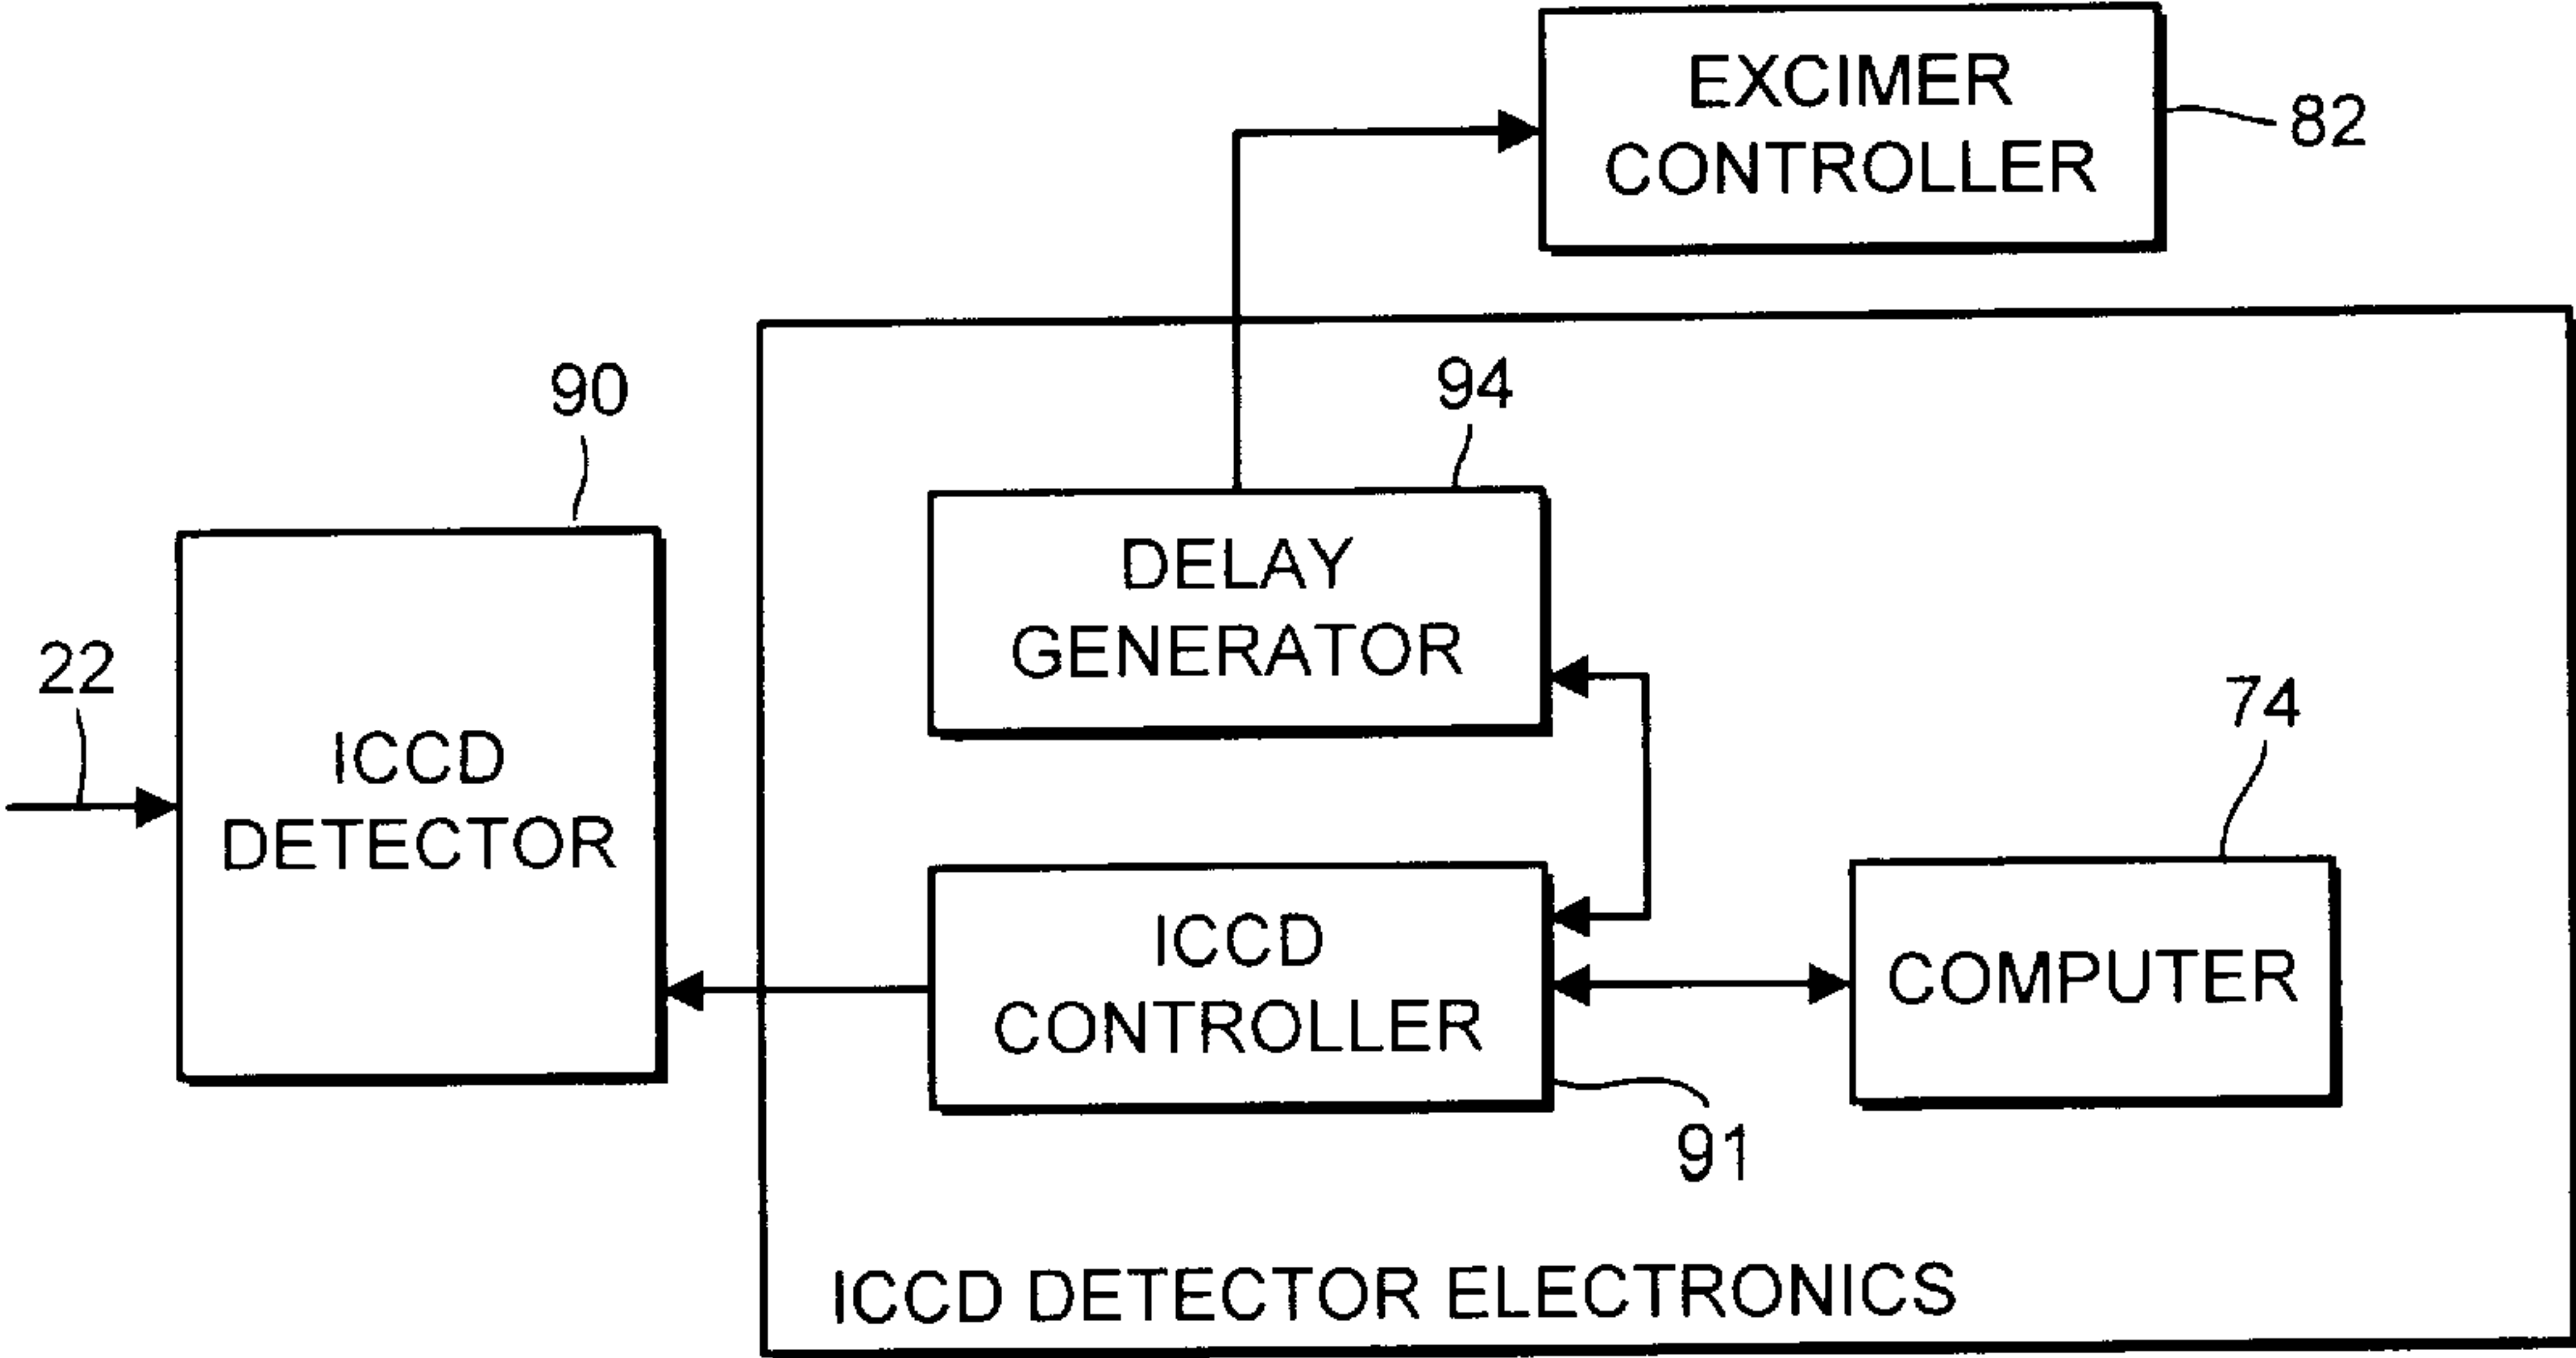 EXCIMER
CONTROLLER
82
90
94
DELAY
GENERATOR
22
ICCD
DETECTOR
74
ICCD
CONTROLLER
COMPUTER
91
ICCD DETECTOR ELECTRONICS